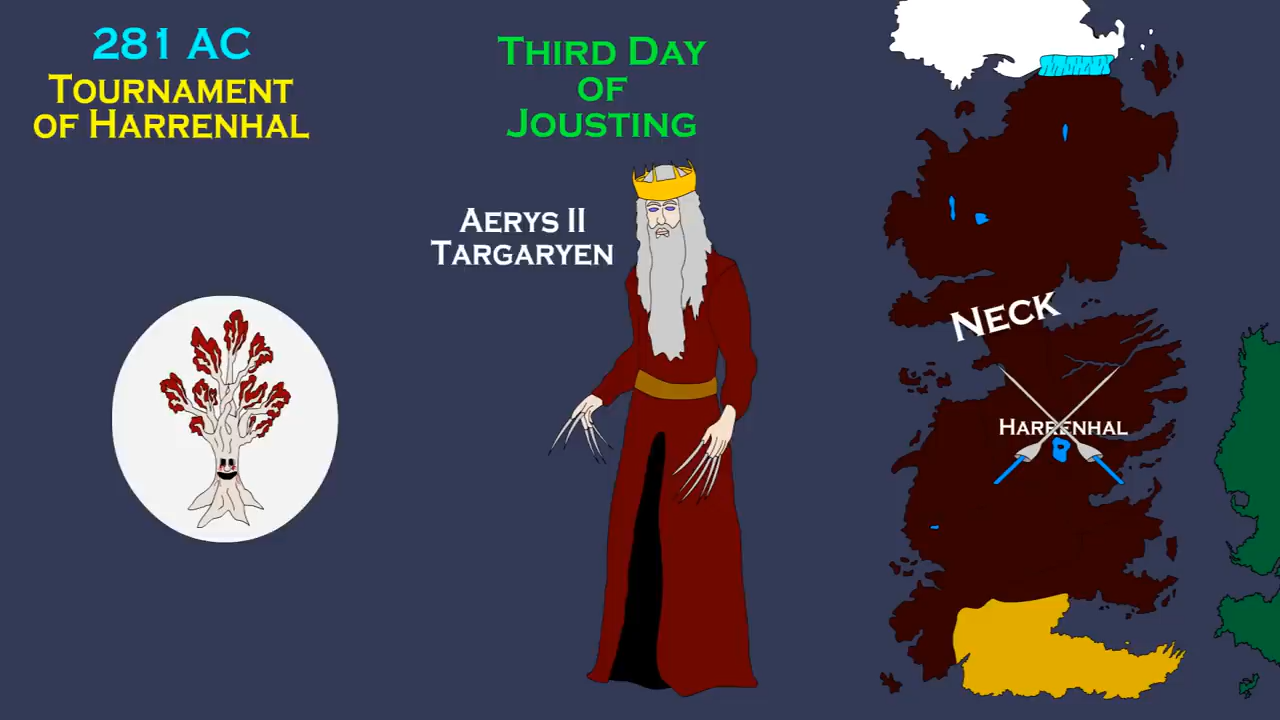 281 AC
Tournament
of Harrenhal
Third Day
of
Jousting
Aerys II
Targaryen
Neck
Harrenhal